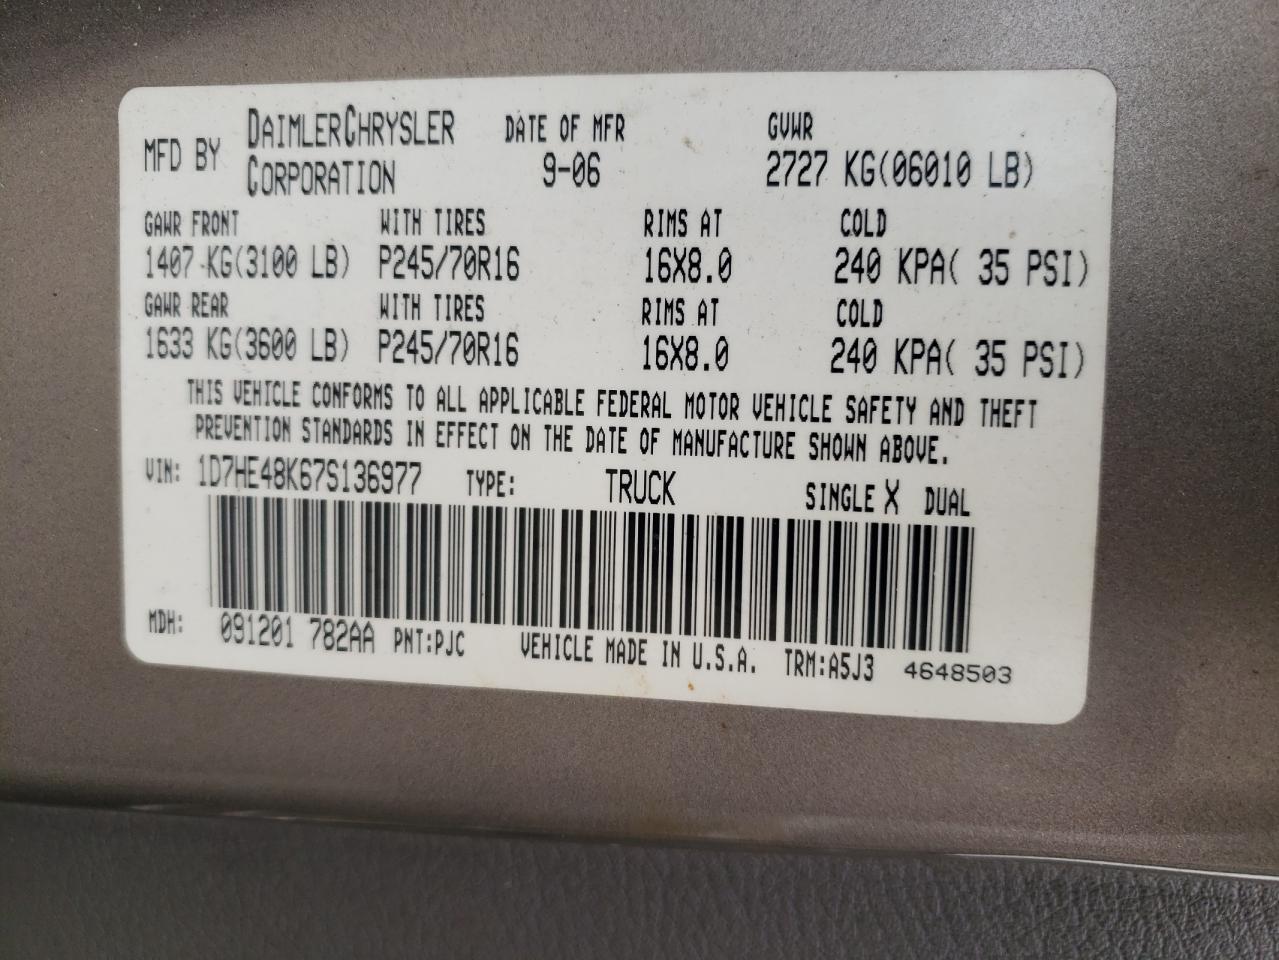 MFD BY DAIMLERCHRYSLER CORPORATION DATE OF MFR 9-06 GVWR 2727 KG(06010 LB)
GAWR FRONT WITH TIRES RIMS AT COLD
1407 KG(3100 LB) P245/70R16 16X8.0 240 KPA( 35 PSI)
GAWR REAR WITH TIRES RIMS AT COLD
1633 KG(3600 LB) P245/70R16 16X8.0 240 KPA( 35 PSI)
THIS VEHICLE CONFORMS TO ALL APPLICABLE FEDERAL MOTOR VEHICLE SAFETY AND THEFT
PREVENTION STANDARDS IN EFFECT ON THE DATE OF MANUFACTURE SHOWN ABOVE.
VIN: 1D7HE48K67S136977 TYPE: TRUCK SINGLE X DUAL
MDH: 091201 782AA PNT:PJC VEHICLE MADE IN U.S.A. TRM:A5J3 4648503